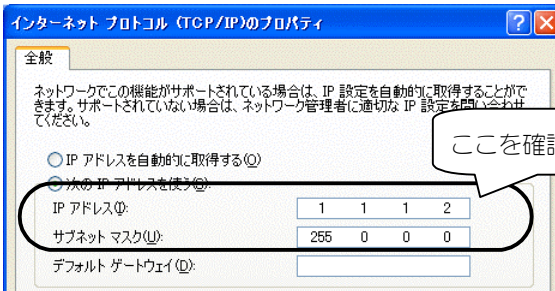 インターネット プロトコル (TCP/IP)のプロパティ
全般
ネットワークでこの機能がサポートされている場合は、IP 設定を自動的に取得することがで
きます。サポートされていない場合は、ネットワーク管理者に適切な IP 設定を問い合わせ
てください。
ここを確認
IP アドレスを自動的に取得する(O)
次の IP アドレスを使う(S):
IP アドレス(I): 1 1 1 2
サブネット マスク(U): 255 0 0 0
デフォルト ゲートウェイ(D):